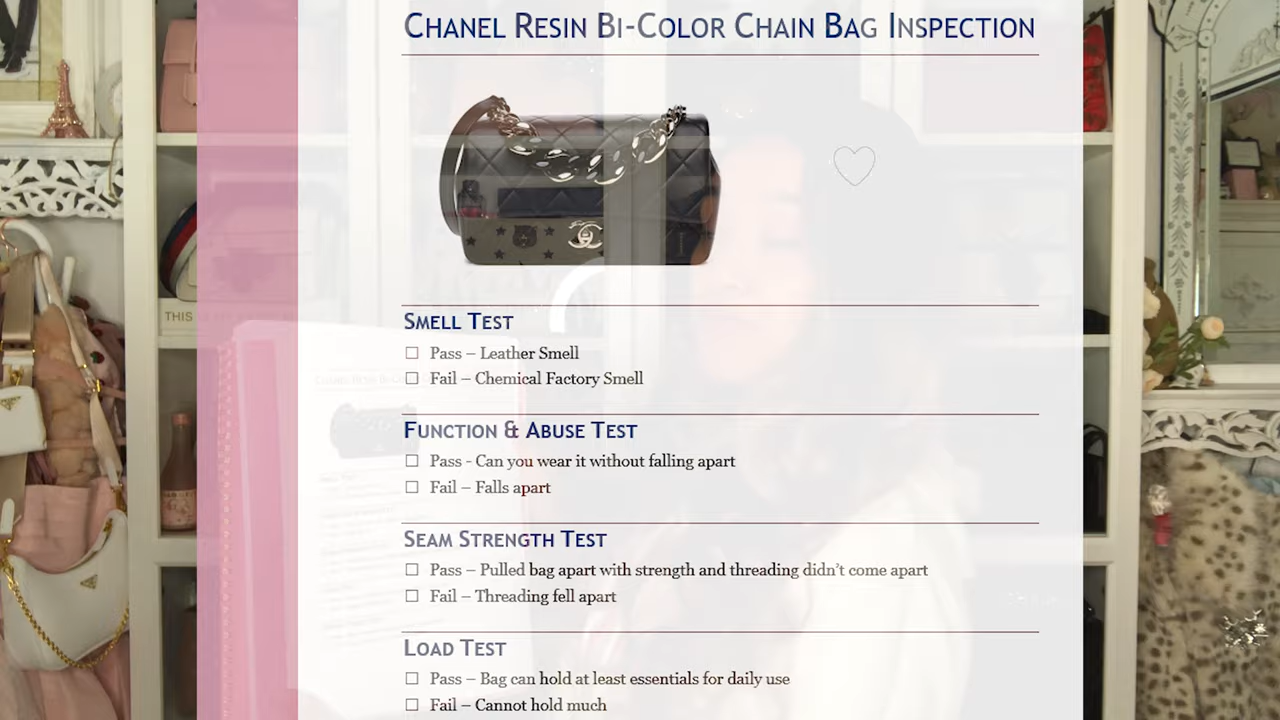 Chanel Resin Bi-Color Chain Bag Inspection
Smell Test
☐ Pass – Leather Smell
☐ Fail – Chemical Factory Smell
Function & Abuse Test
☐ Pass - Can you wear it without falling apart
☐ Fail – Falls apart
Seam Strength Test
☐ Pass – Pulled bag apart with strength and threading didn't come apart
☐ Fail – Threading fell apart
Load Test
☐ Pass – Bag can hold at least essentials for daily use
☐ Fail – Cannot hold much
THIS IS